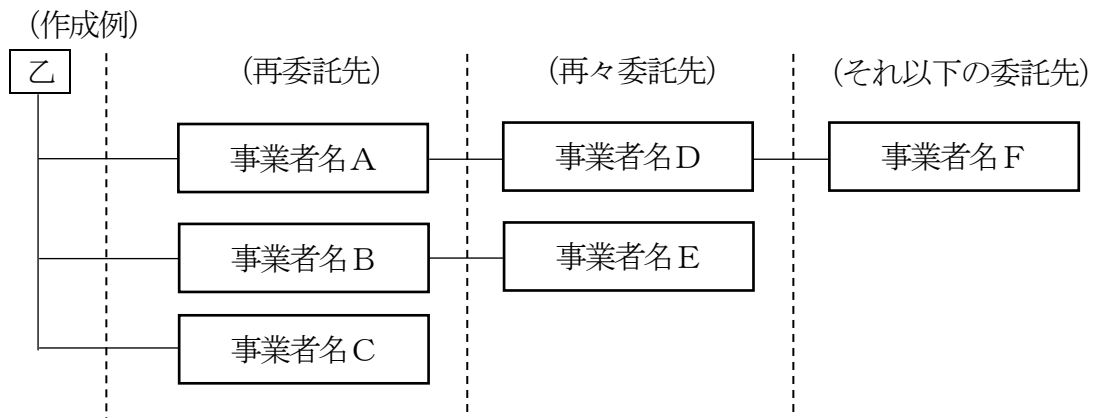 (作成例)
乙
(再委託先)
(再々委託先)
(それ以下の委託先)
事業者名A
事業者名D
事業者名F
事業者名B
事業者名E
事業者名C